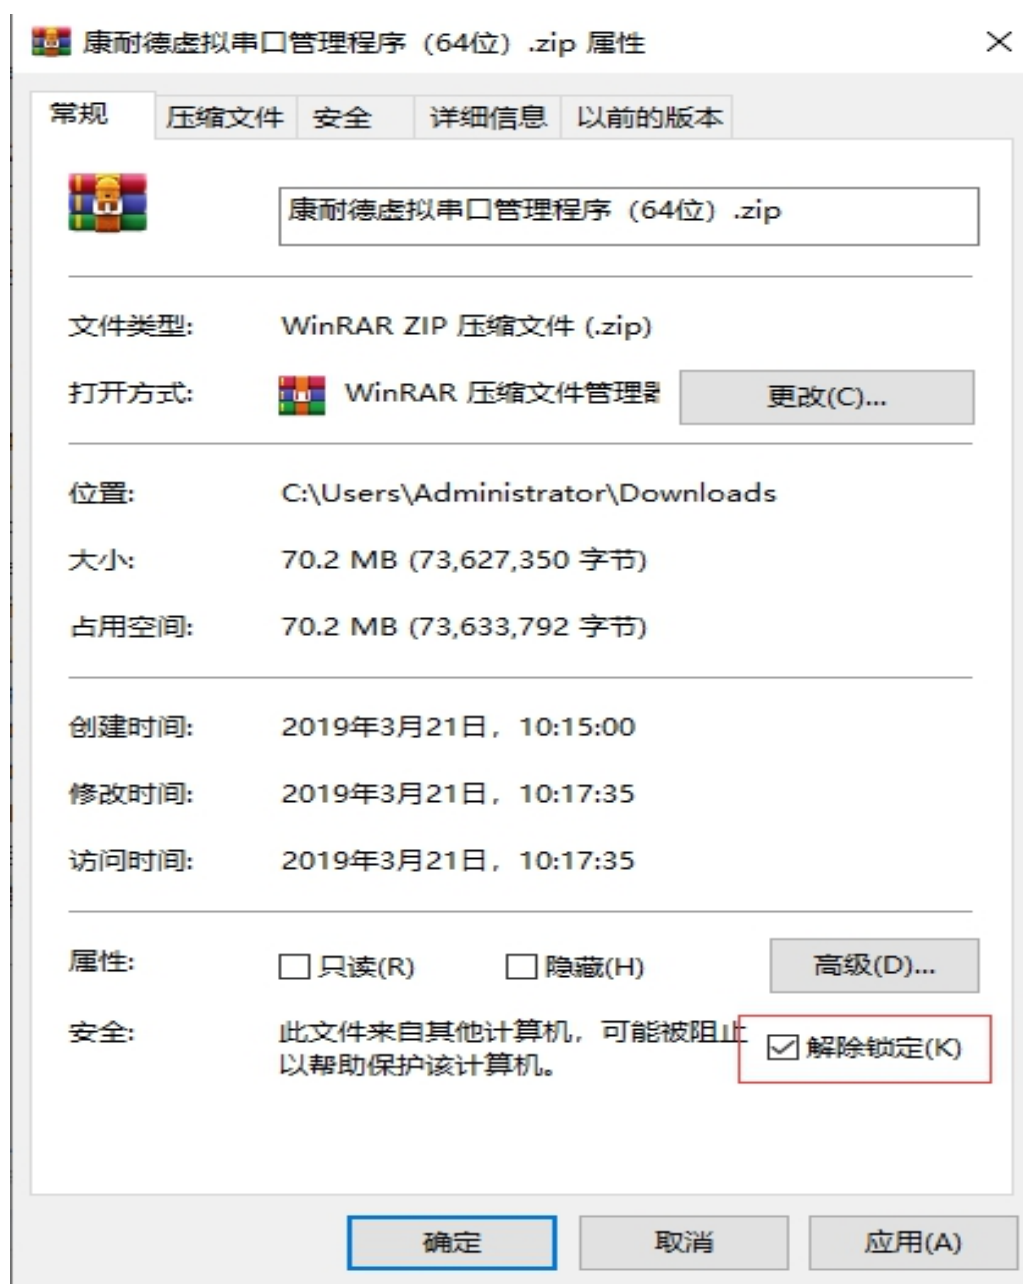 康耐德虚拟串口管理程序（64位）.zip 属性
常规 压缩文件 安全 详细信息 以前的版本
康耐德虚拟串口管理程序（64位）.zip
文件类型: WinRAR ZIP 压缩文件 (.zip)
打开方式: WinRAR 压缩文件管理器 更改(C)...
位置: C:\Users\Administrator\Downloads
大小: 70.2 MB (73,627,350 字节)
占用空间: 70.2 MB (73,633,792 字节)
创建时间: 2019年3月21日，10:15:00
修改时间: 2019年3月21日，10:17:35
访问时间: 2019年3月21日，10:17:35
属性: 只读(R) 隐藏(H) 高级(D)...
安全: 此文件来自其他计算机，可能被阻止 解除锁定(K)
以帮助保护该计算机。
确定 取消 应用(A)